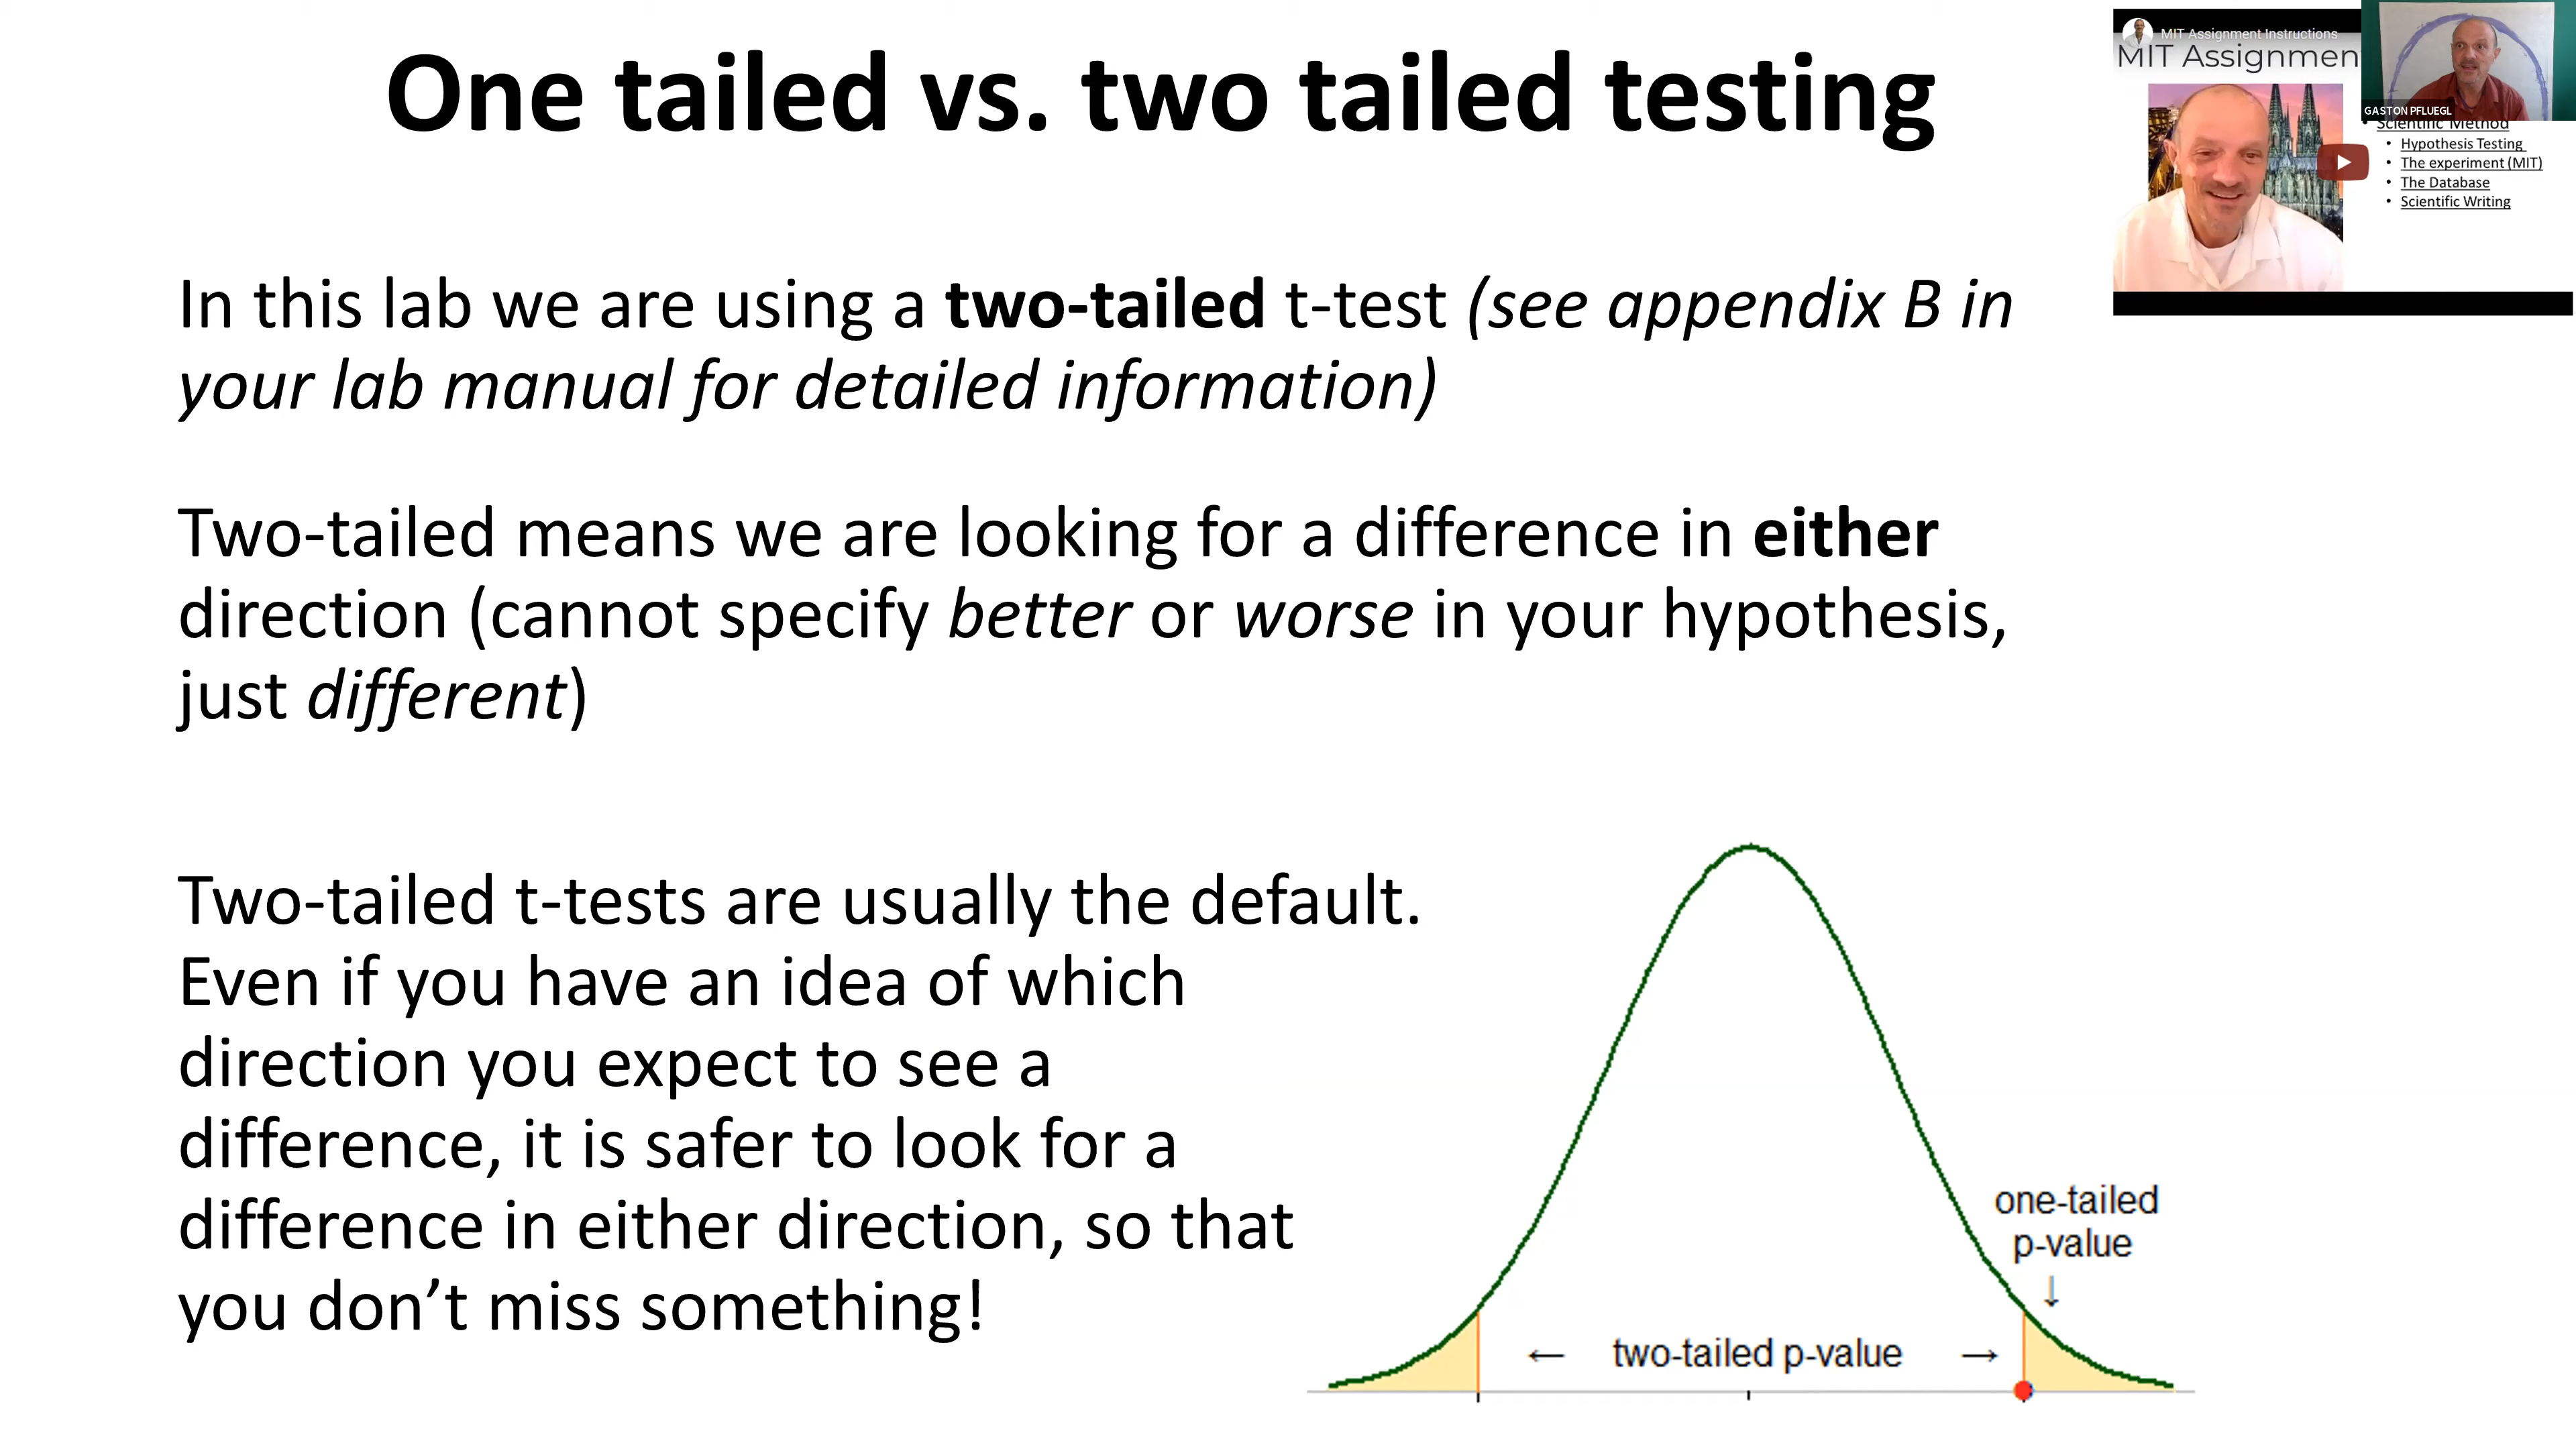 One tailed vs. two tailed testing
MIT Assignment Instructions
MIT Assignmen
GASTON PFLUEGL
• Scientific Method
• Hypothesis Testing
• The experiment (MIT)
• The Database
• Scientific Writing
In this lab we are using a two-tailed t-test (see appendix B in
your lab manual for detailed information)
Two-tailed means we are looking for a difference in either
direction (cannot specify better or worse in your hypothesis,
just different)
Two-tailed t-tests are usually the default.
Even if you have an idea of which
direction you expect to see a
difference, it is safer to look for a
difference in either direction, so that
you don’t miss something!
one-tailed
p-value
↓
← two-tailed p-value →